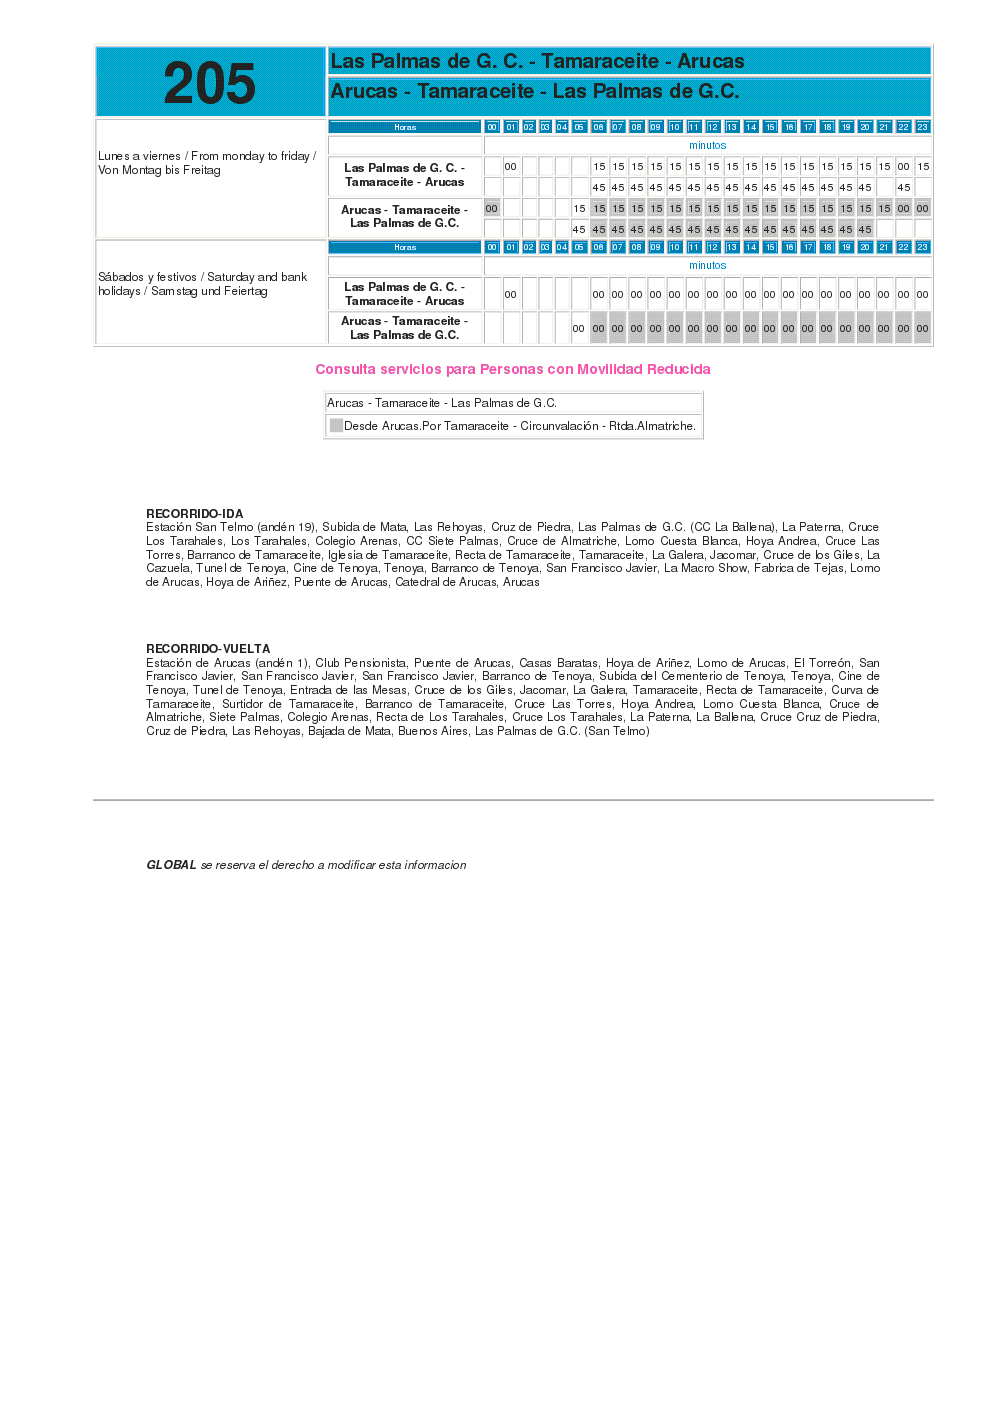 205
Las Palmas de G. C. - Tamaraceite - Arucas
Arucas - Tamaraceite - Las Palmas de G.C.
Lunes a viernes / From monday to friday /
Von Montag bis Freitag
Horas 00 01 02 03 04 05 06 07 08 09 10 11 12 13 14 15 16 17 18 19 20 21 22 23
minutos
Las Palmas de G. C. -
Tamaraceite - Arucas
00 15 15 15 15 15 15 15 15 15 15 15 15 15 15 15 15 00 15
45 45 45 45 45 45 45 45 45 45 45 45 45 45 45 45
Arucas - Tamaraceite -
Las Palmas de G.C.
00 15 15 15 15 15 15 15 15 15 15 15 15 15 15 15 15 15 00 00
45 45 45 45 45 45 45 45 45 45 45 45 45 45 45 45
Sábados y festivos / Saturday and bank
holidays / Samstag und Feiertag
Horas 00 01 02 03 04 05 06 07 08 09 10 11 12 13 14 15 16 17 18 19 20 21 22 23
minutos
Las Palmas de G. C. -
Tamaraceite - Arucas
00 00 00 00 00 00 00 00 00 00 00 00 00 00 00 00 00 00 00
Arucas - Tamaraceite -
Las Palmas de G.C.
00 00 00 00 00 00 00 00 00 00 00 00 00 00 00 00 00 00 00
Consulta servicios para Personas con Movilidad Reducida
Arucas - Tamaraceite - Las Palmas de G.C.
Desde Arucas.Por Tamaraceite - Circunvalación - Rtda.Almatriche.
RECORRIDO-IDA
Estación San Telmo (andén 19), Subida de Mata, Las Rehoyas, Cruz de Piedra, Las Palmas de G.C. (CC La Ballena), La Paterna, Cruce
Los Tarahales, Los Tarahales, Colegio Arenas, CC Siete Palmas, Cruce de Almatriche, Lomo Cuesta Blanca, Hoya Andrea, Cruce Las
Torres, Barranco de Tamaraceite, Iglesia de Tamaraceite, Recta de Tamaraceite, Tamaraceite, La Galera, Jacomar, Cruce de los Giles, La
Cazuela, Tunel de Tenoya, Cine de Tenoya, Tenoya, Barranco de Tenoya, San Francisco Javier, La Macro Show, Fabrica de Tejas, Lomo
de Arucas, Hoya de Ariñez, Puente de Arucas, Catedral de Arucas, Arucas
RECORRIDO-VUELTA
Estación de Arucas (andén 1), Club Pensionista, Puente de Arucas, Casas Baratas, Hoya de Ariñez, Lomo de Arucas, El Torreón, San
Francisco Javier, San Francisco Javier, San Francisco Javier, Barranco de Tenoya, Subida del Cementerio de Tenoya, Tenoya, Cine de
Tenoya, Tunel de Tenoya, Entrada de las Mesas, Cruce de los Giles, Jacomar, La Galera, Tamaraceite, Recta de Tamaraceite, Curva de
Tamaraceite, Surtidor de Tamaraceite, Barranco de Tamaraceite, Cruce Las Torres, Hoya Andrea, Lomo Cuesta Blanca, Cruce de
Almatriche, Siete Palmas, Colegio Arenas, Recta de Los Tarahales, Cruce Los Tarahales, La Paterna, La Ballena, Cruce Cruz de Piedra,
Cruz de Piedra, Las Rehoyas, Bajada de Mata, Buenos Aires, Las Palmas de G.C. (San Telmo)
GLOBAL se reserva el derecho a modificar esta informacion